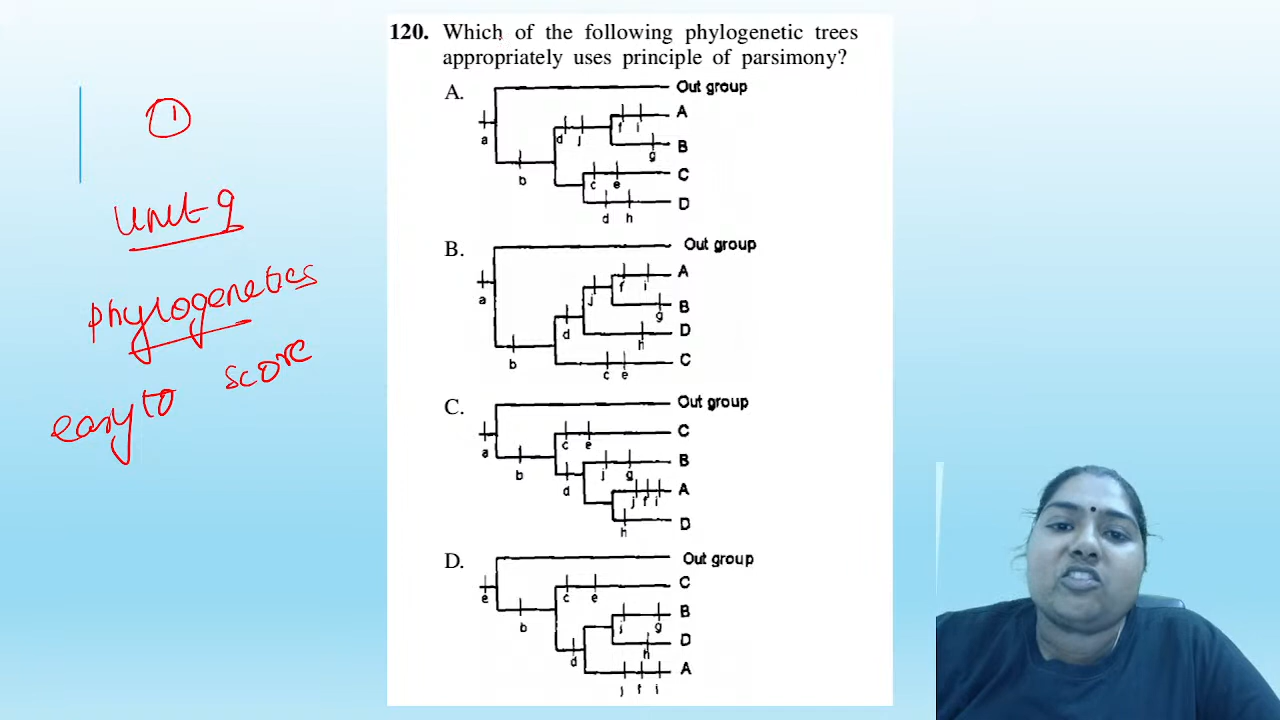 ①
unit-9
phylogenetics
easy to score
120. Which of the following phylogenetic trees
appropriately uses principle of parsimony?
A.
Out group
A
f i
d j
a
B
g
b
C
c e
D
d h
B.
Out group
A
j f i
a
B
g
d
D
h
b
C
c e
C.
Out group
C
a
c e
b
B
d
j g
A
j f i
D
h
D.
Out group
C
e
c e
b
B
j g
D
h
d
A
j f i